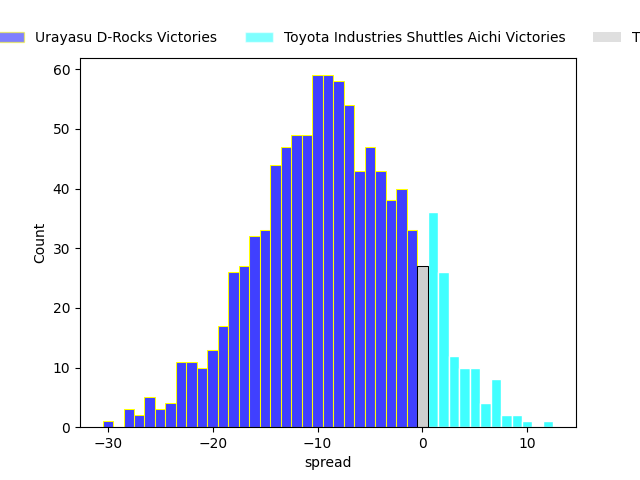 Urayasu D-Rocks Victories Toyota Industries Shuttles Aichi Victories T
60
50
40
30
20
10
0
Count
−30 −20 −10 0 10
spread